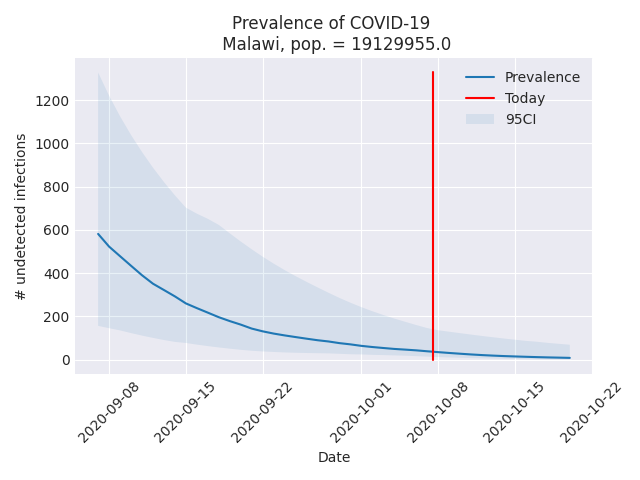 Prevalence of COVID-19
Malawi, pop. = 19129955.0
Prevalence
Today
95CI
# undetected infections
1200
1000
800
600
400
200
0
2020-09-08
2020-09-15
2020-09-22
2020-10-01
2020-10-08
2020-10-15
2020-10-22
Date